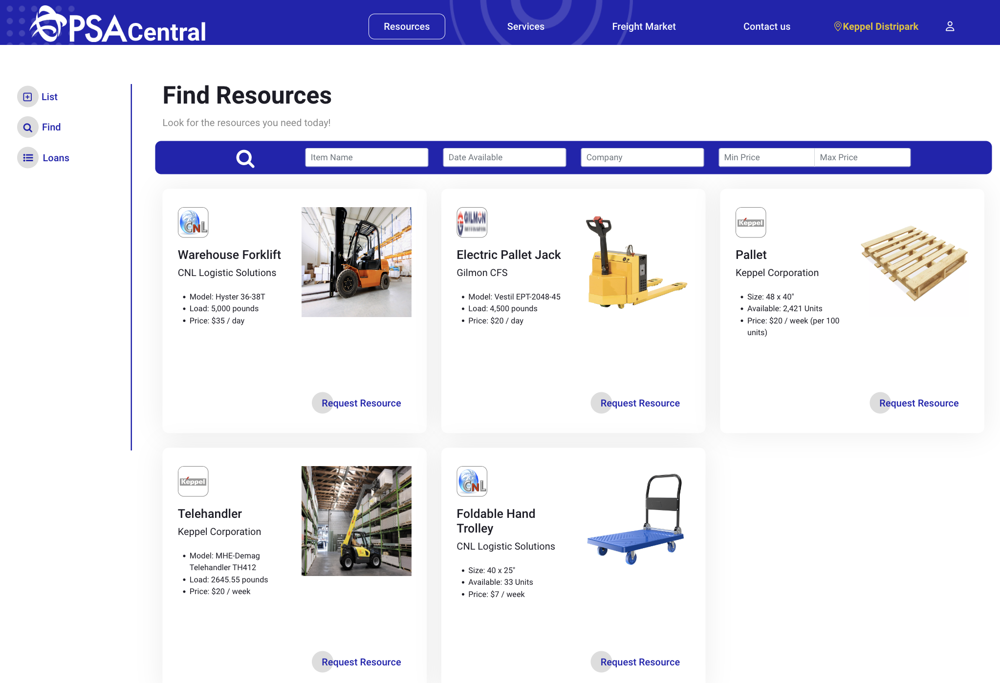 PSA Central
Resources
Services
Freight Market
Contact us
Keppel Distripark
List
Find
Loans
Find Resources
Look for the resources you need today!
Item Name
Date Available
Company
Min Price
Max Price
CNL
Warehouse Forklift
CNL Logistic Solutions
• Model: Hyster 36-38T
• Load: 5,000 pounds
• Price: $35 / day
Request Resource
GILMON
Electric Pallet Jack
Gilmon CFS
• Model: Vestil EPT-2048-45
• Load: 4,500 pounds
• Price: $20 / day
Request Resource
Keppel
Pallet
Keppel Corporation
• Size: 48 x 40"
• Available: 2,421 Units
• Price: $20 / week (per 100
units)
Request Resource
Keppel
Telehandler
Keppel Corporation
• Model: MHE-Demag
Telehandler TH412
• Load: 2645.55 pounds
• Price: $20 / week
Request Resource
CNL
Foldable Hand
Trolley
CNL Logistic Solutions
• Size: 40 x 25"
• Available: 33 Units
• Price: $7 / week
Request Resource